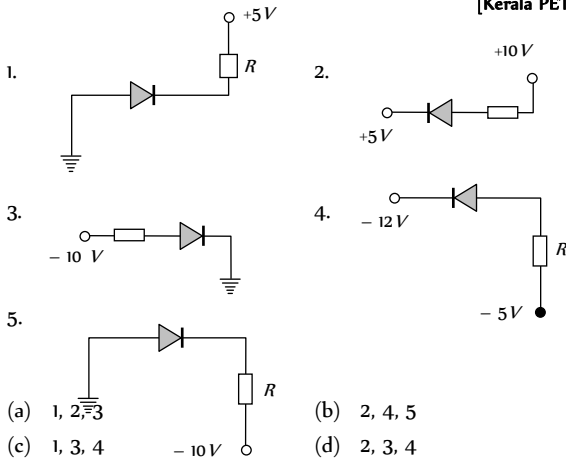 [Kerala PET
+5V
1.
R
2.
+10V
+5V
3.
– 10 V
4.
– 12V
R
– 5V
5.
R
(a) 1, 2, 3
(b) 2, 4, 5
(c) 1, 3, 4
– 10V
(d) 2, 3, 4